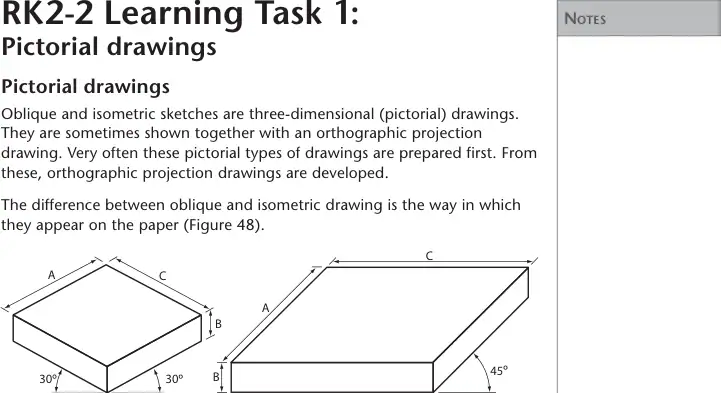 RK2-2 Learning Task 1:
NOTES
Pictorial drawings
Pictorial drawings
Oblique and isometric sketches are three-dimensional (pictorial) drawings.
They are sometimes shown together with an orthographic projection
drawing. Very often these pictorial types of drawings are prepared first. From
these, orthographic projection drawings are developed.
The difference between oblique and isometric drawing is the way in which
they appear on the paper (Figure 48).
A
C
B
30º
30º
C
A
B
45º